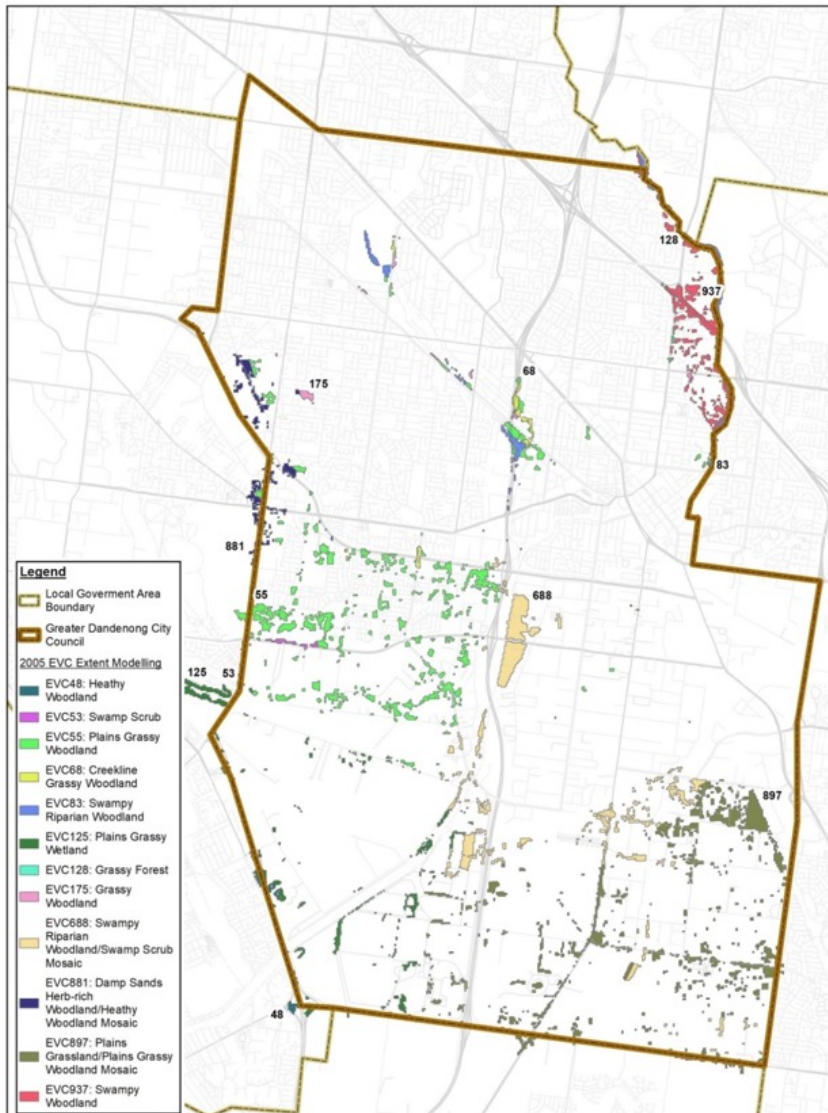 128
937
68
175
83
881
55
688
125
53
897
48
Legend
Local Goverment Area
Boundary
Greater Dandenong City
Council
2005 EVC Extent Modelling
EVC48: Heathy
Woodland
EVC53: Swamp Scrub
EVC55: Plains Grassy
Woodland
EVC68: Creekline
Grassy Woodland
EVC83: Swampy
Riparian Woodland
EVC125: Plains Grassy
Wetland
EVC128: Grassy Forest
EVC175: Grassy
Woodland
EVC688: Swampy
Riparian
Woodland/Swamp Scrub
Mosaic
EVC881: Damp Sands
Herb-rich
Woodland/Heathy
Woodland Mosaic
EVC897: Plains
Grassland/Plains Grassy
Woodland Mosaic
EVC937: Swampy
Woodland